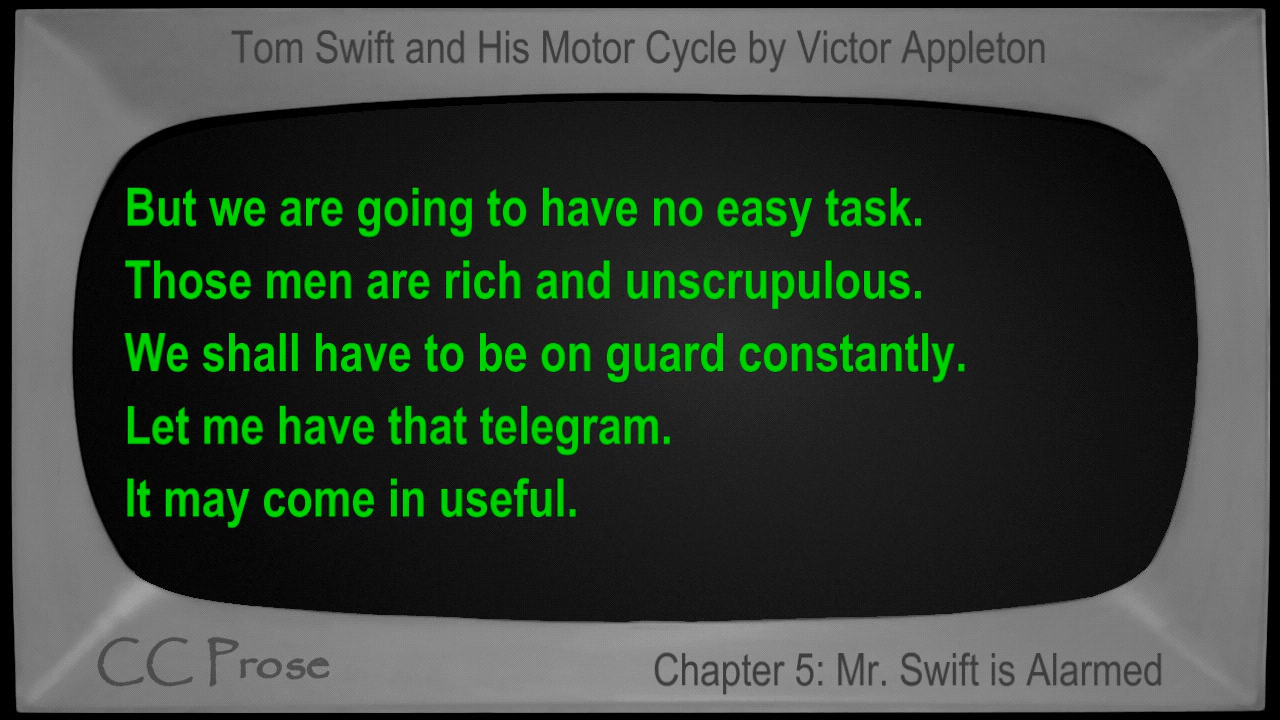 Tom Swift and His Motor Cycle by Victor Appleton
But we are going to have no easy task.
Those men are rich and unscrupulous.
We shall have to be on guard constantly.
Let me have that telegram.
It may come in useful.
CC Prose
Chapter 5: Mr. Swift is Alarmed